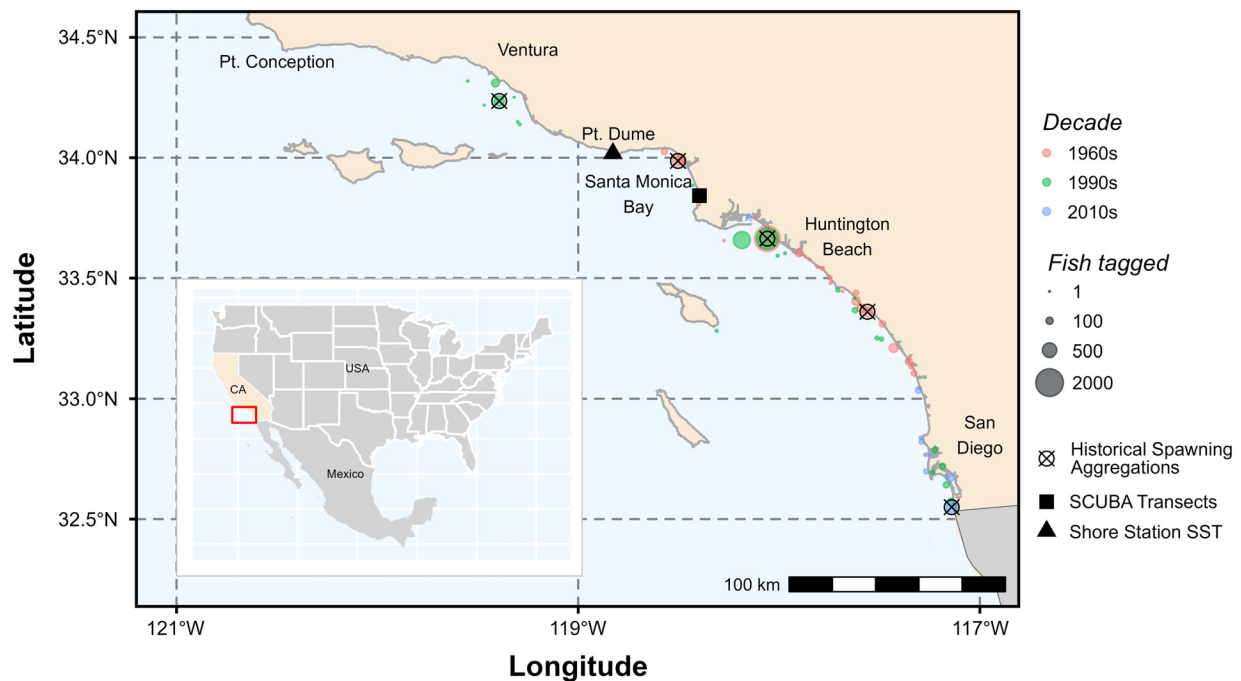 34.5°N
34.0°N
33.5°N
33.0°N
32.5°N
Latitude
121°W
119°W
117°W
Longitude
Pt. Conception
Ventura
Pt. Dume
Santa Monica
Bay
Huntington
Beach
San
Diego
100 km
CA
USA
Mexico
Decade
1960s
1990s
2010s
Fish tagged
1
100
500
2000
Historical Spawning
Aggregations
SCUBA Transects
Shore Station SST